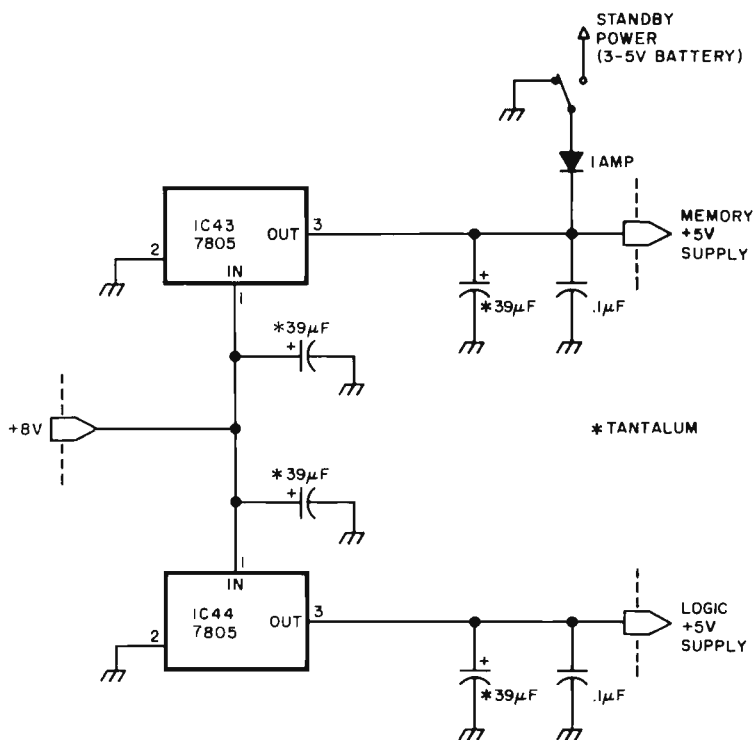 STANDBY
POWER
(3-5V BATTERY)
1 AMP
IC43
7805
OUT
3
2
IN
1
MEMORY
+5V
SUPPLY
+
*39µF
.1µF
*39µF
+
+8V
*TANTALUM
*39µF
+
1
IN
IC44
7805
OUT
3
2
LOGIC
+5V
SUPPLY
+
*39µF
.1µF